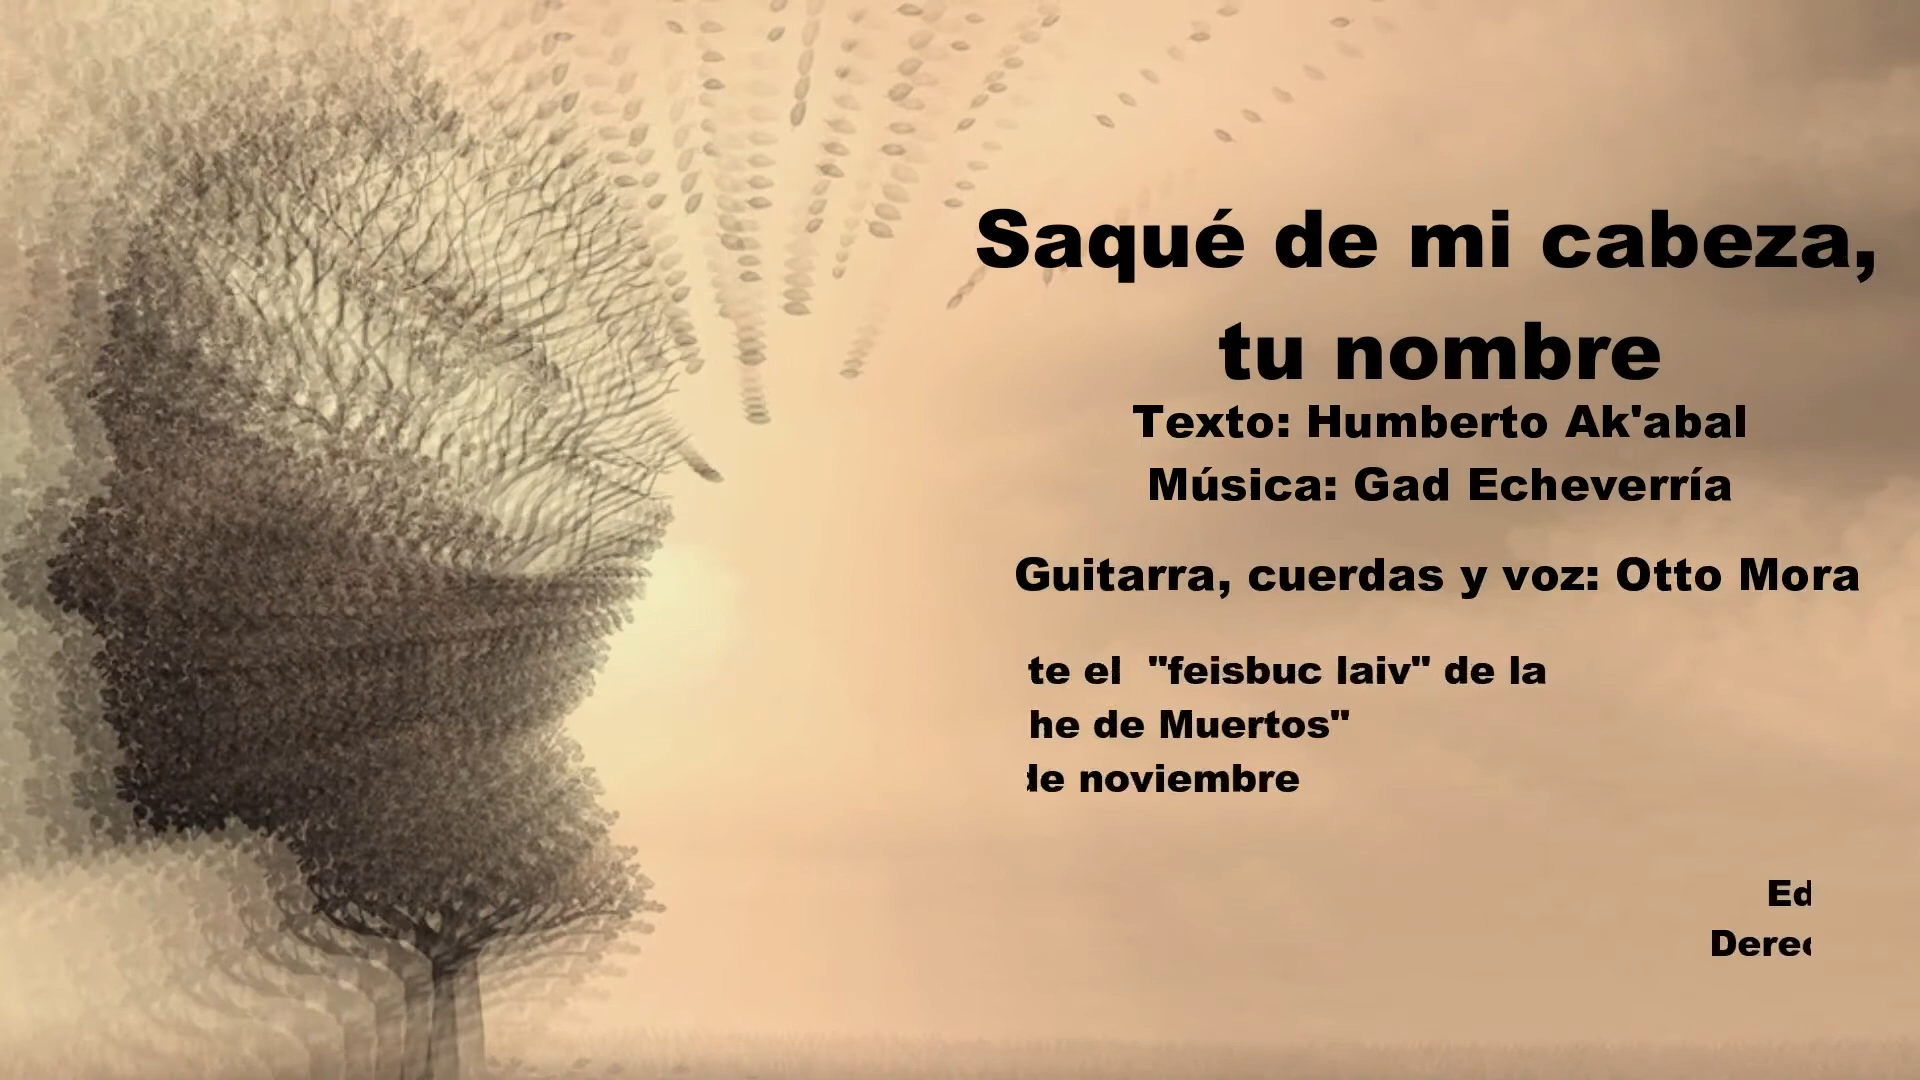 Saqué de mi cabeza,
tu nombre
Texto: Humberto Ak'abal
Música: Gad Echeverría
Guitarra, cuerdas y voz: Otto Mora
te el "feisbuc laiv" de la
he de Muertos"
de noviembre
Ed
Derec